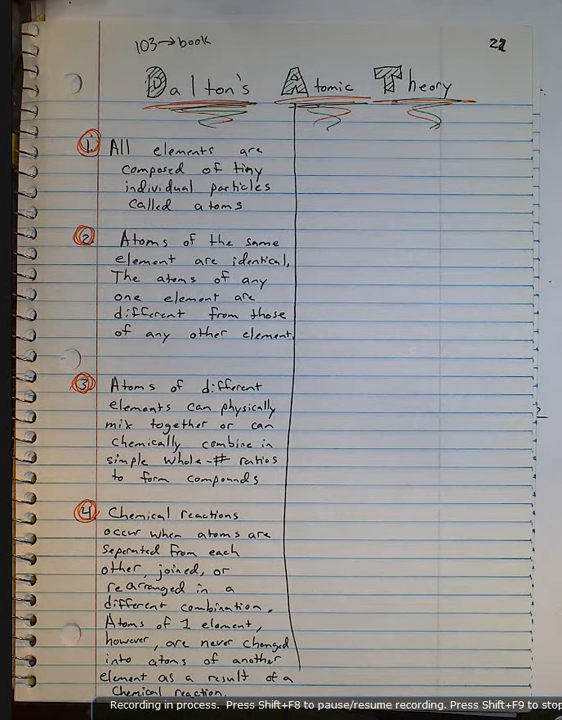 103→book
22
Dalton's Atomic Theory
1. All elements are
composed of tiny
individual particles
called atoms
2. Atoms of the same
element are identical.
The atoms of any
one element are
different from those
of any other element.
3 Atoms of different
elements can physically
mix together or can
chemically combine in
simple whole-# ratios
to form compounds
4 Chemical reactions
occur when atoms are
seperated from each
other, joined, or
rearranged in a
different combination.
Atoms of 1 element,
however, are never changed
into atoms of another
element as a result of a
Chemical reaction.
Recording in process. Press Shift+F8 to pause/resume recording. Press Shift+F9 to stop